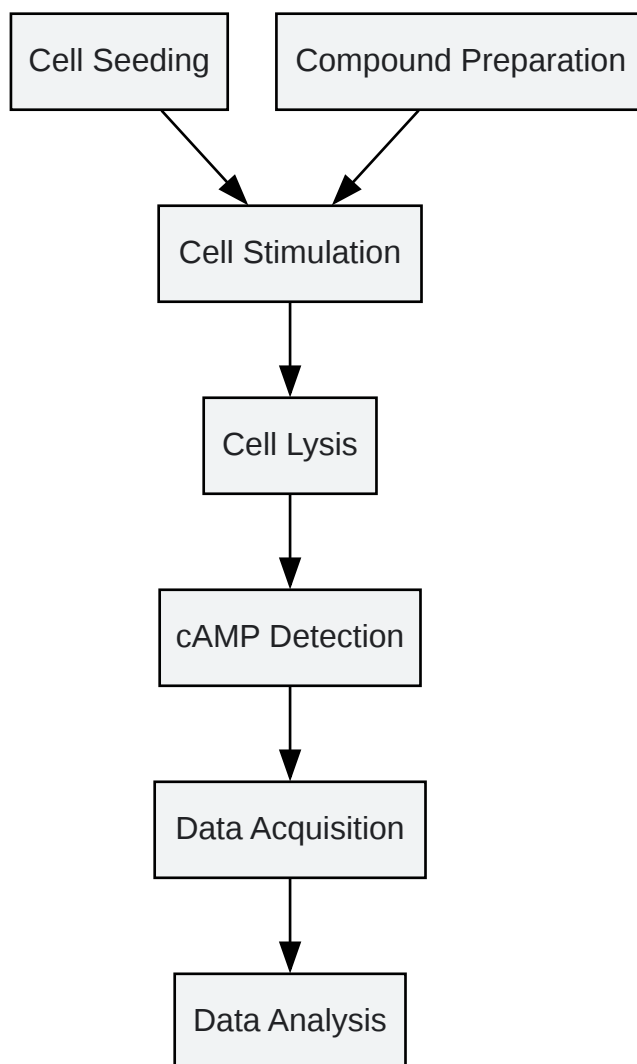 Cell Seeding
Compound Preparation
Cell Stimulation
Cell Lysis
cAMP Detection
Data Acquisition
Data Analysis